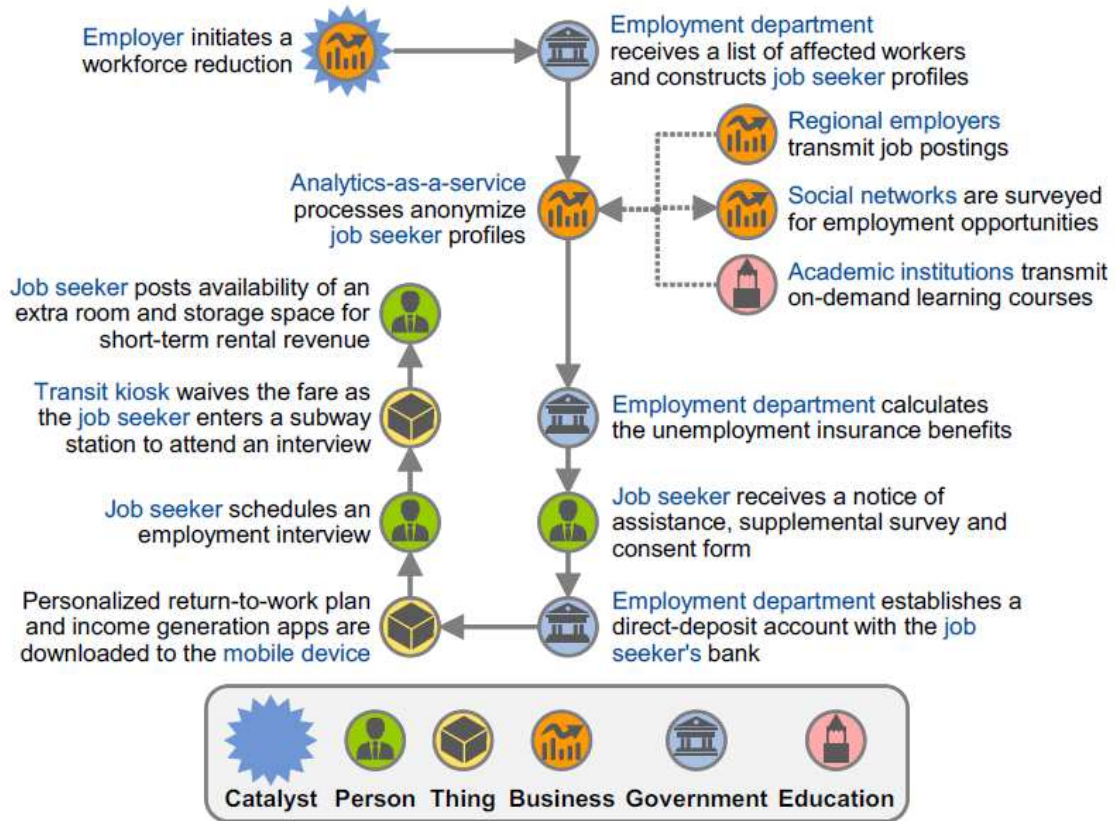 Employer initiates a
workforce reduction
Employment department
receives a list of affected workers
and constructs job seeker profiles
Regional employers
transmit job postings
Analytics-as-a-service
processes anonymize
job seeker profiles
Social networks are surveyed
for employment opportunities
Academic institutions transmit
on-demand learning courses
Employment department calculates
the unemployment insurance benefits
Job seeker receives a notice of
assistance, supplemental survey and
consent form
Employment department establishes a
direct-deposit account with the job
seeker's bank
Personalized return-to-work plan
and income generation apps are
downloaded to the mobile device
Job seeker schedules an
employment interview
Transit kiosk waives the fare as
the job seeker enters a subway
station to attend an interview
Job seeker posts availability of an
extra room and storage space for
short-term rental revenue
Catalyst Person Thing Business Government Education